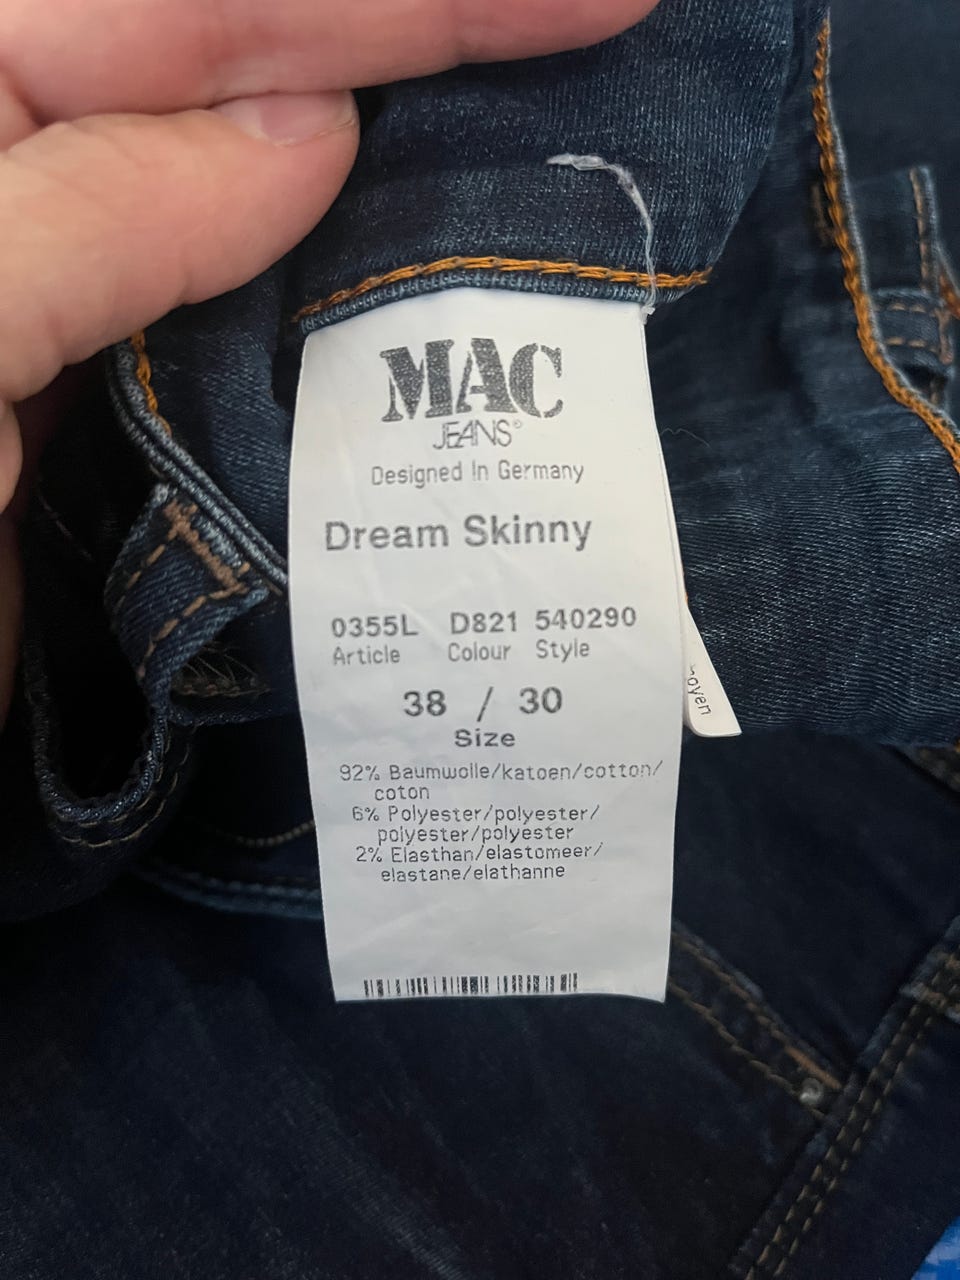 MAC
JEANS®
Designed In Germany
Dream Skinny
0355L D821 540290
Article Colour Style
38 / 30
Size
92% Baumwolle/katoen/cotton/
coton
6% Polyester/polyester/
polyester/polyester
2% Elasthan/elastomeer/
elastane/elathanne